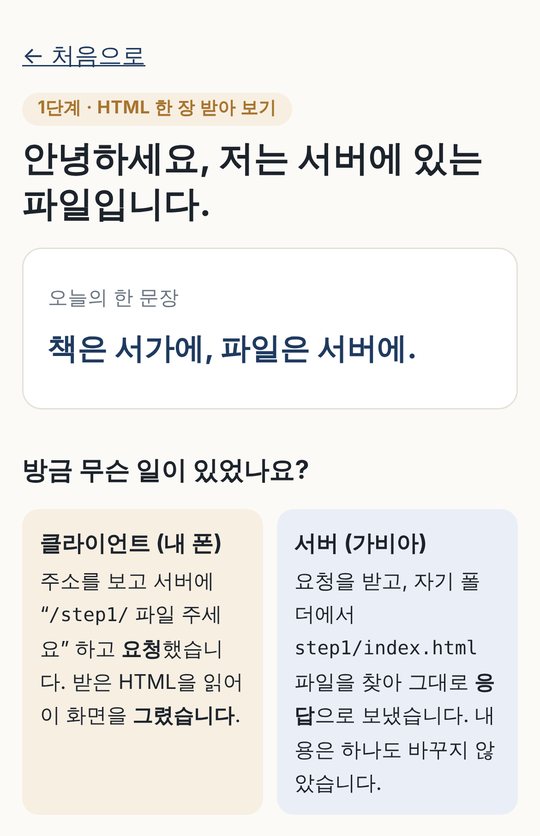 ← 처음으로
1단계 · HTML 한 장 받아 보기
안녕하세요, 저는 서버에 있는
파일입니다.
오늘의 한 문장
책은 서가에, 파일은 서버에.
방금 무슨 일이 있었나요?
클라이언트 (내 폰)
주소를 보고 서버에
“/step1/ 파일 주세
요” 하고 요청했습니
다. 받은 HTML을 읽어
이 화면을 그렸습니다.
서버 (가비아)
요청을 받고, 자기 폴
더에서
step1/index.html
파일을 찾아 그대로 응
답으로 보냈습니다. 내
용은 하나도 바꾸지 않
았습니다.